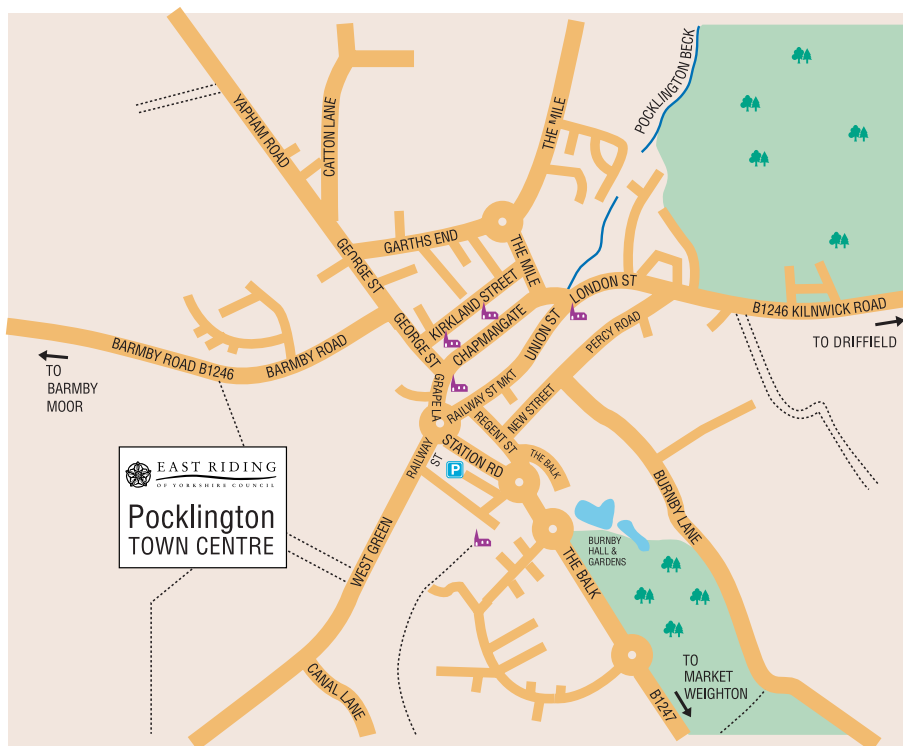 POCKLINGTON BECK
YAPHAM ROAD
CATTON LANE
THE MILE
GARTHS END
GEORGE ST
THE MILE
KIRKLAND STREET
LONDON ST
B1246 KILNWICK ROAD
TO DRIFFIELD
GEORGE ST
CHAPMANGATE
UNION ST
PERCY ROAD
BARMBY ROAD B1246
BARMBY ROAD
TO
BARMBY
MOOR
GRAPE LA
RAILWAY ST MKT
REGENT ST
NEW STREET
RAILWAY
ST
STATION RD
THE BALK
P
BURNBY LANE
EAST RIDING
OF YORKSHIRE COUNCIL
Pocklington
TOWN CENTRE
BURNBY
HALL &
GARDENS
WEST GREEN
THE BALK
CANAL LANE
TO
MARKET
WEIGHTON
B1247